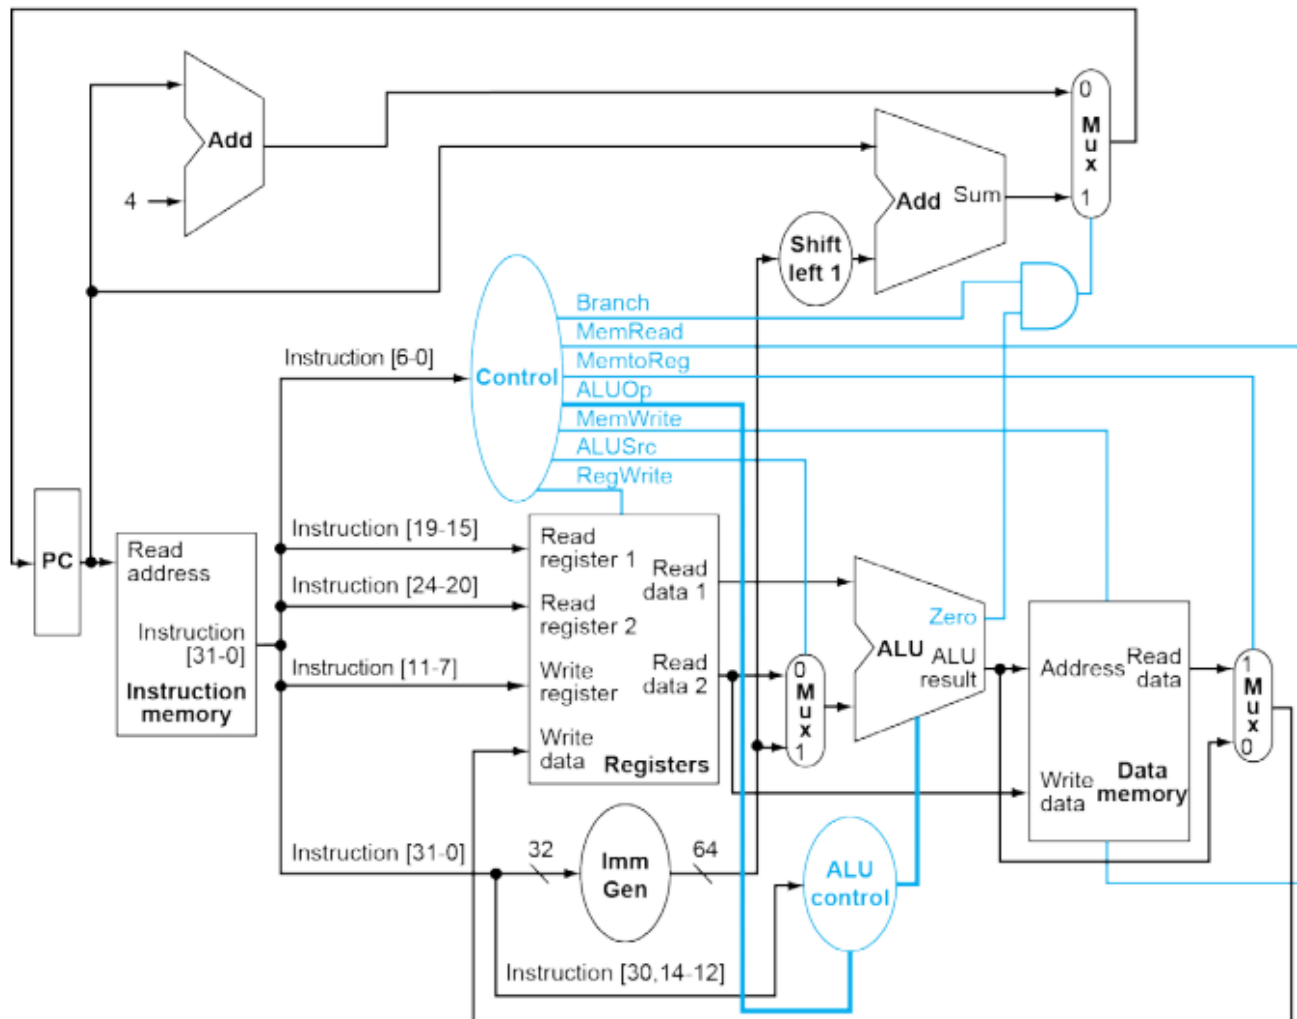 0
M
u
x
1
Add
4
Add Sum
Shift
left 1
Branch
MemRead
MemtoReg
ALUOp
MemWrite
ALUSrc
RegWrite
Control
Instruction [6-0]
PC
Read
address
Instruction
[31-0]
Instruction
memory
Instruction [19-15]
Instruction [24-20]
Instruction [11-7]
Instruction [31-0]
Read
register 1
Read
register 2
Write
register
Write
data
Read
data 1
Read
data 2
Registers
0
M
u
x
1
Zero
ALU
ALU
result
Address
Read
data
Write
data
Data
memory
1
M
u
x
0
32
Imm
Gen
64
ALU
control
Instruction [30,14-12]